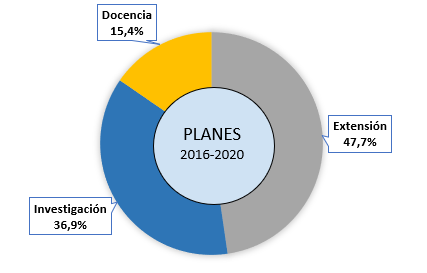 Docencia
15,4%
PLANES
2016-2020
Extensión
47,7%
Investigación
36,9%